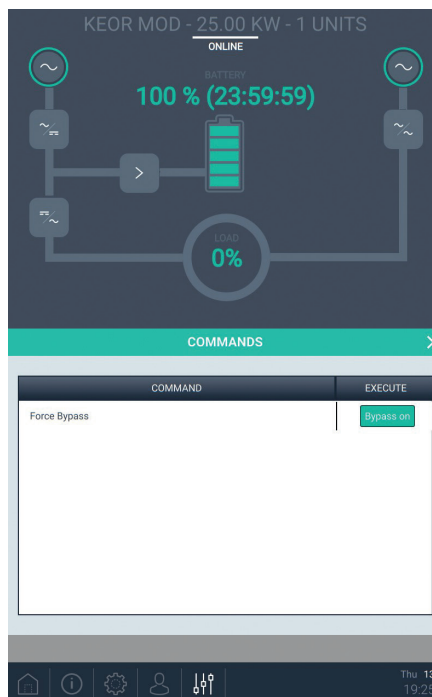 KEOR MOD - 25.00 KW - 1 UNITS
ONLINE
BATTERY
100 % (23:59:59)
LOAD
0%
COMMANDS
COMMAND EXECUTE
Force Bypass Bypass on
Thu 13
19:28